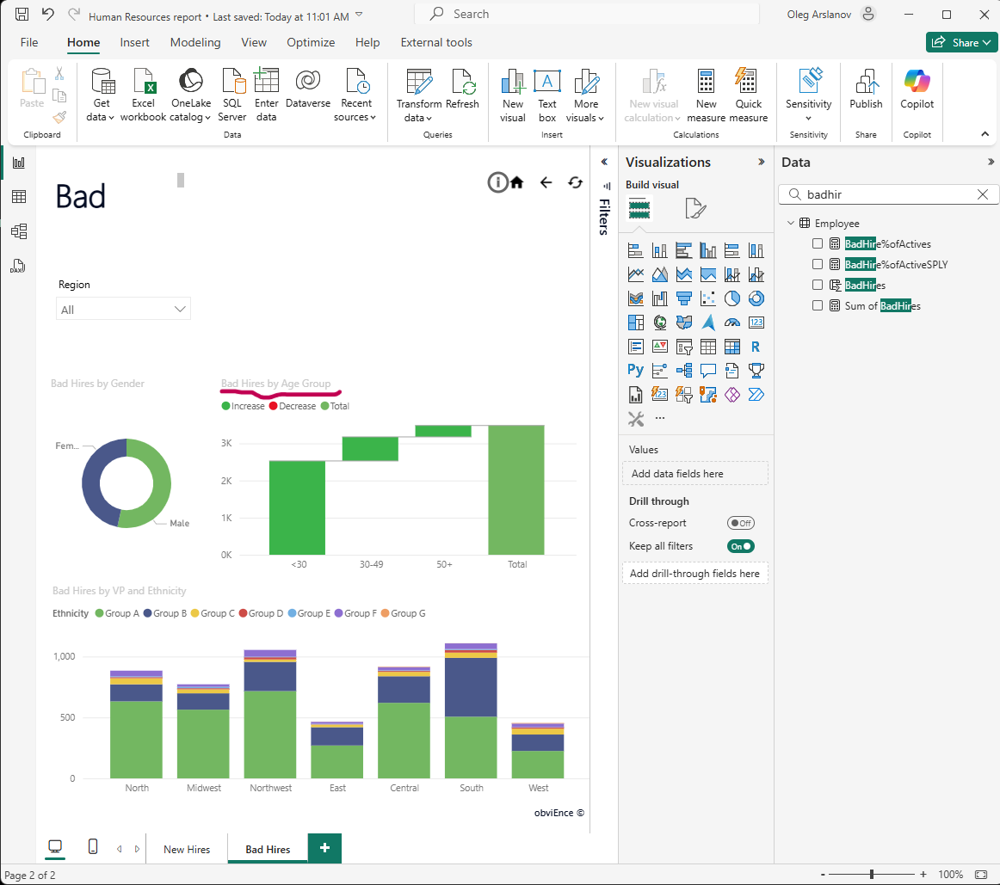 Human Resources report • Last saved: Today at 11:01 AM
Search
Oleg Arslanov
File Home Insert Modeling View Optimize Help External tools
Share
Paste
Get data
Excel workbook
OneLake catalog
SQL Server
Enter data
Dataverse
Recent sources
Transform data
Refresh
New visual
Text box
More visuals
New visual calculation
New measure
Quick measure
Sensitivity
Publish
Copilot
Clipboard
Data
Queries
Insert
Calculations
Sensitivity
Share
Copilot
Bad
Region
All
Bad Hires by Gender
Fem...
Male
Bad Hires by Age Group
Increase Decrease Total
3K
2K
1K
0K
<30 30-49 50+ Total
Bad Hires by VP and Ethnicity
Ethnicity Group A Group B Group C Group D Group E Group F Group G
1,000
500
0
North Midwest Northwest East Central South West
obviEnce ©
Filters
Visualizations
Build visual
123
R
Py
123
...
Values
Add data fields here
Drill through
Cross-report Off
Keep all filters On
Add drill-through fields here
Data
badhir
Employee
BadHire%ofActives
BadHire%ofActiveSPLY
BadHires
Sum of BadHires
DAX
New Hires
Bad Hires
+
Page 2 of 2
- + 100%